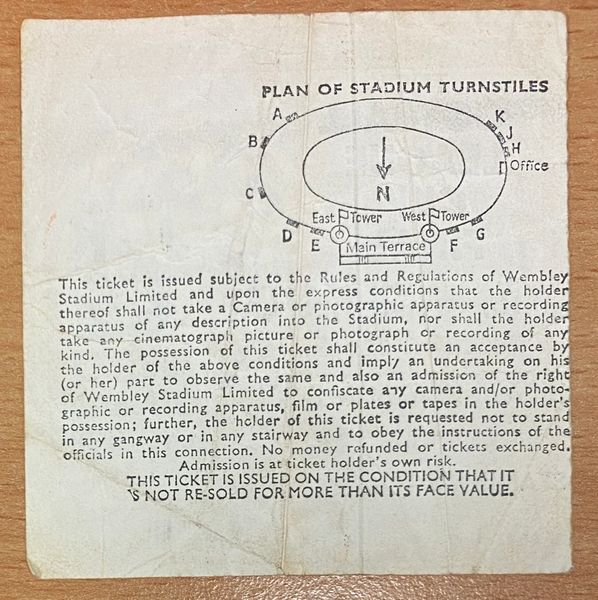 PLAN OF STADIUM TURNSTILES
A
K
J
B
H
Office
C
N
East Tower
West Tower
D
E
Main Terrace
F
G
This ticket is issued subject to the Rules and Regulations of Wembley
Stadium Limited and upon the express conditions that the holder
thereof shall not take a Camera or photographic apparatus or recording
apparatus of any description into the Stadium, nor shall the holder
take any cinematograph picture or photograph or recording of any
kind. The possession of this ticket shall constitute an acceptance by
the holder of the above conditions and imply an undertaking on his
(or her) part to observe the same and also an admission of the right
of Wembley Stadium Limited to confiscate any camera and/or photo-
graphic or recording apparatus, film or plates or tapes in the holder's
possession; further, the holder of this ticket is requested not to stand
in any gangway or in any stairway and to obey the instructions of the
officials in this connection. No money refunded or tickets exchanged.
Admission is at ticket holder's own risk.
THIS TICKET IS ISSUED ON THE CONDITION THAT IT
IS NOT RE-SOLD FOR MORE THAN ITS FACE VALUE.